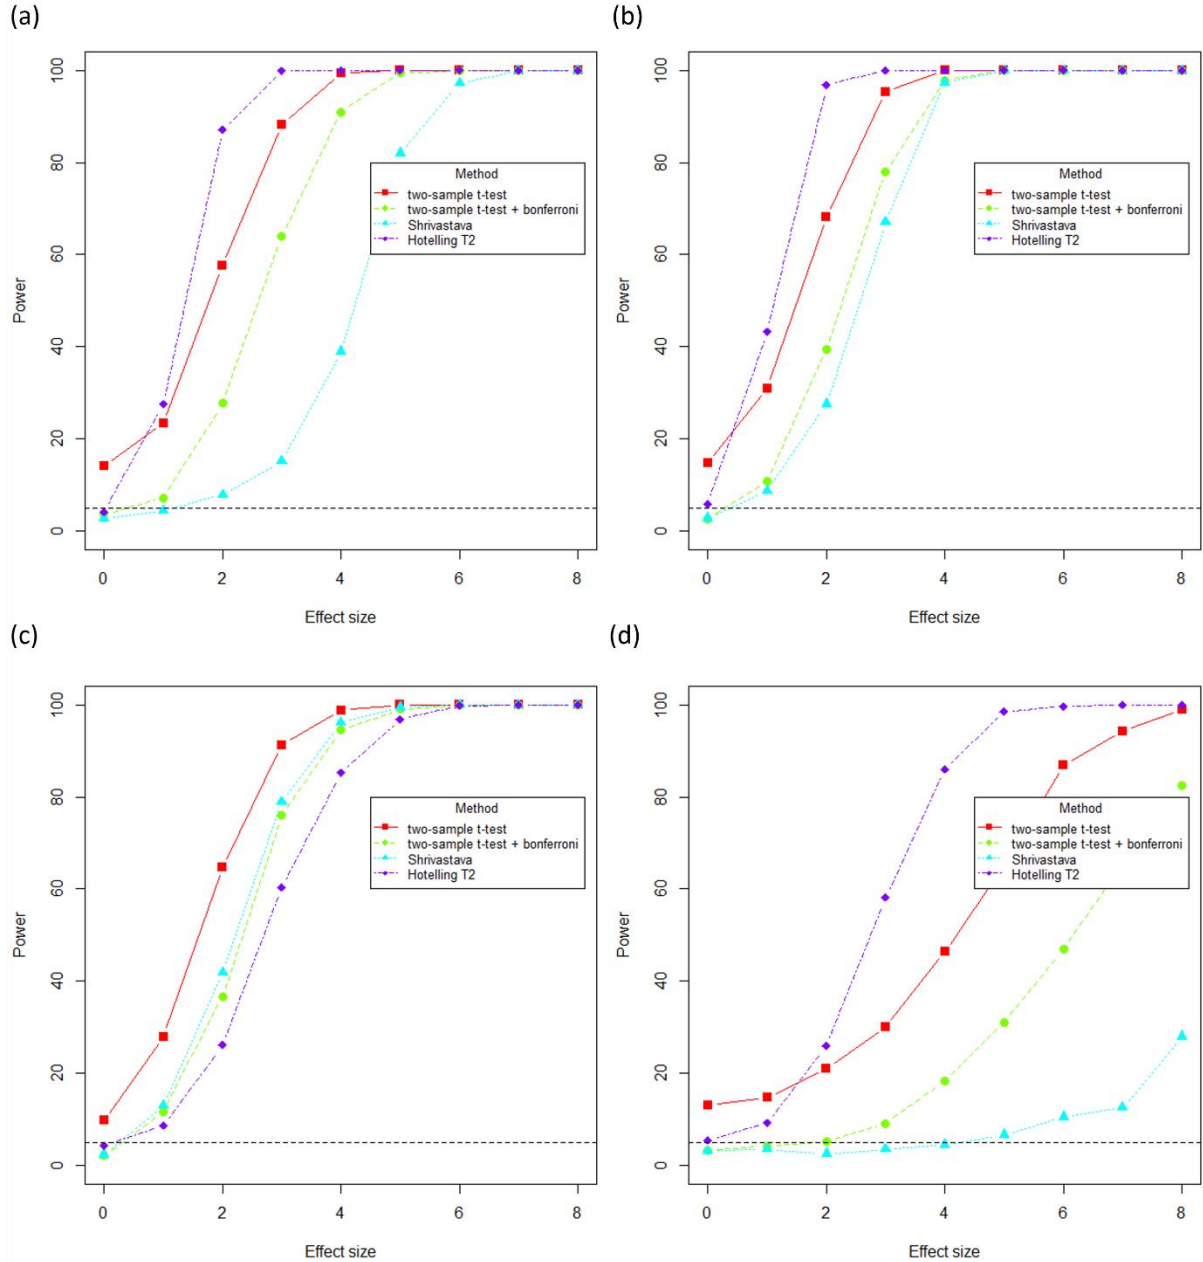 (a)
100
80
60
40
20
0
Power
0 2 4 6 8
Effect size
Method
two-sample t-test
two-sample t-test + bonferroni
Shrivastava
Hotelling T2
(b)
100
80
60
40
20
0
Power
0 2 4 6 8
Effect size
Method
two-sample t-test
two-sample t-test + bonferroni
Shrivastava
Hotelling T2
(c)
100
80
60
40
20
0
Power
0 2 4 6 8
Effect size
Method
two-sample t-test
two-sample t-test + bonferroni
Shrivastava
Hotelling T2
(d)
100
80
60
40
20
0
Power
0 2 4 6 8
Effect size
Method
two-sample t-test
two-sample t-test + bonferroni
Shrivastava
Hotelling T2